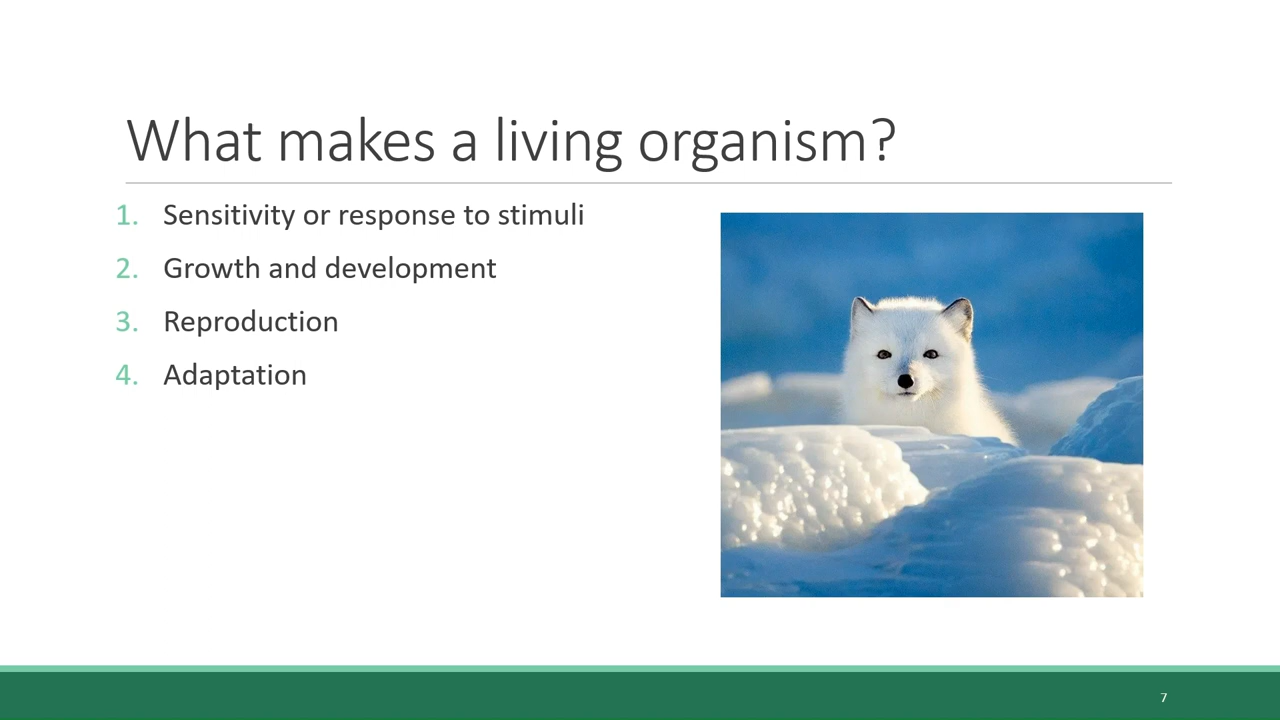 What makes a living organism?
1. Sensitivity or response to stimuli
2. Growth and development
3. Reproduction
4. Adaptation
7